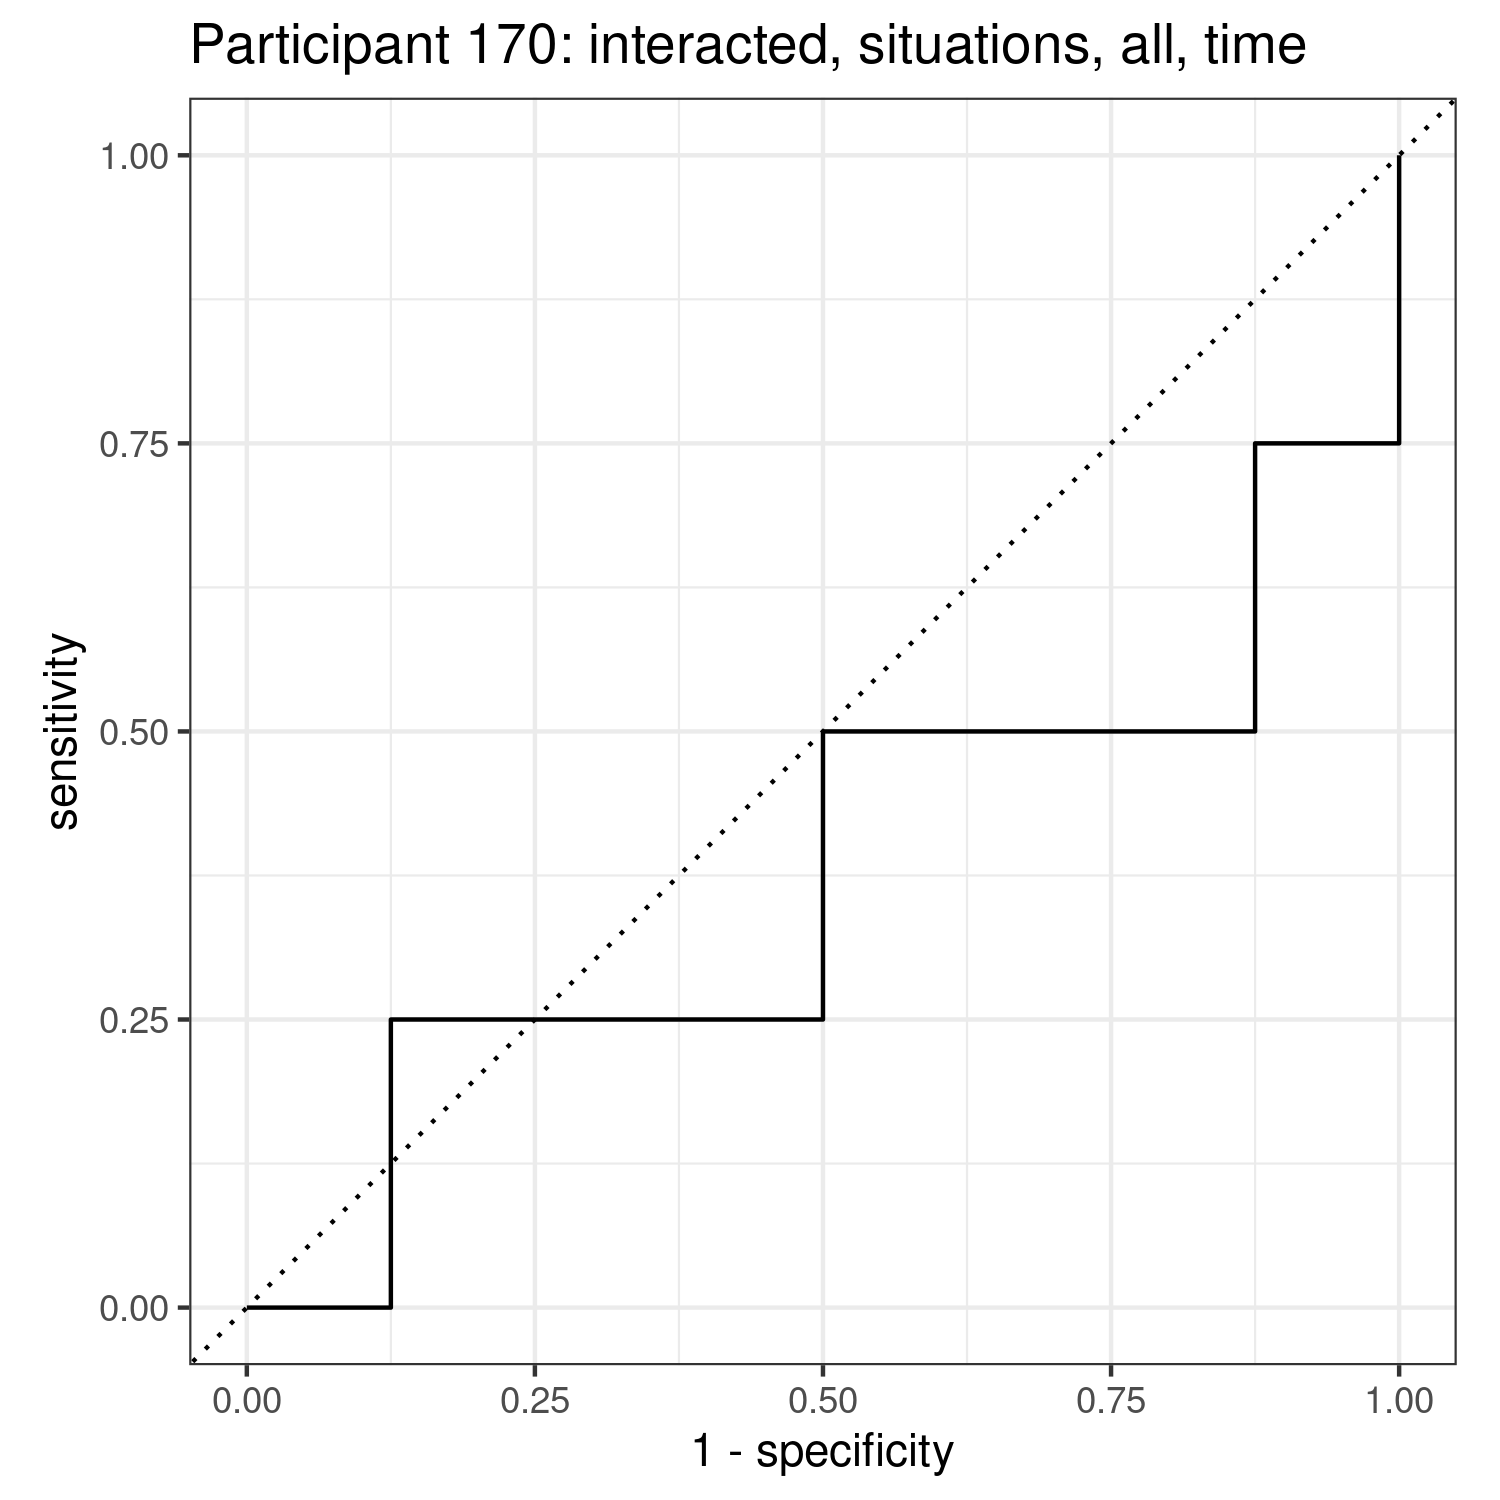 Participant 170: interacted, situations, all, time
1.00
0.75
0.50
0.25
0.00
sensitivity
0.00 0.25 0.50 0.75 1.00
1 - specificity